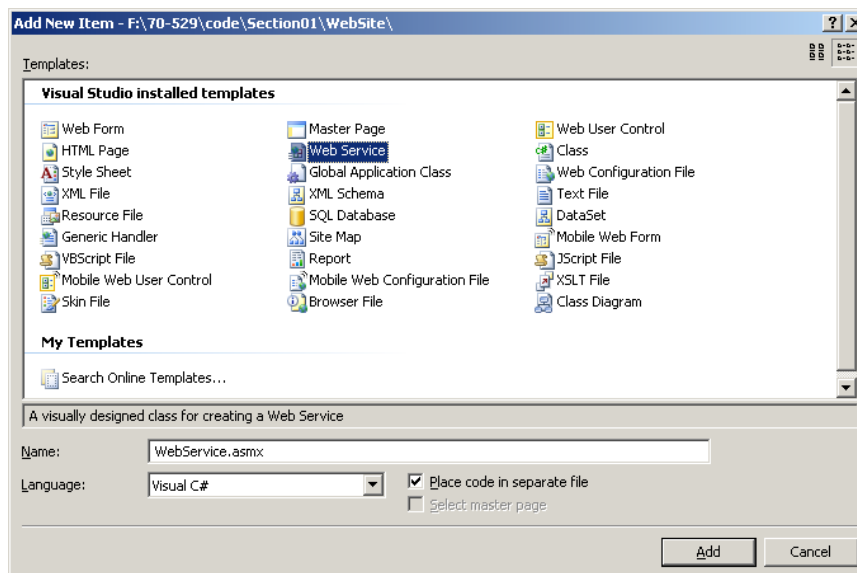 Add New Item - F:\70-529\code\Section01\WebSite\
Templates:
Visual Studio installed templates
Web Form Master Page Web User Control
HTML Page Web Service Class
Style Sheet Global Application Class Web Configuration File
XML File XML Schema Text File
Resource File SQL Database DataSet
Generic Handler Site Map Mobile Web Form
VBScript File Report JScript File
Mobile Web User Control Mobile Web Configuration File XSLT File
Skin File Browser File Class Diagram
My Templates
Search Online Templates...
A visually designed class for creating a Web Service
Name: WebService.asmx
Language: Visual C# Place code in separate file
Select master page
Add Cancel